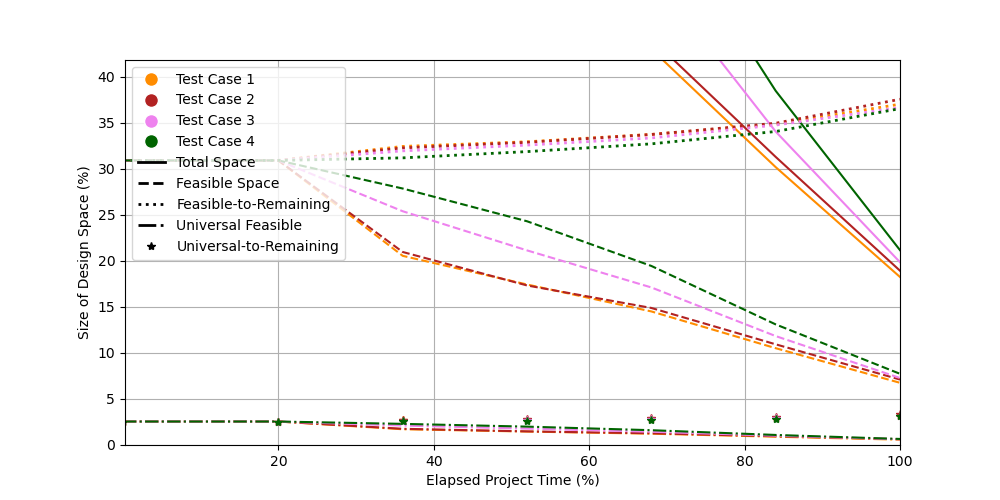 40
35
30
25
20
15
10
5
0
Size of Design Space (%)
Test Case 1
Test Case 2
Test Case 3
Test Case 4
Total Space
Feasible Space
Feasible-to-Remaining
Universal Feasible
Universal-to-Remaining
20 40 60 80 100
Elapsed Project Time (%)